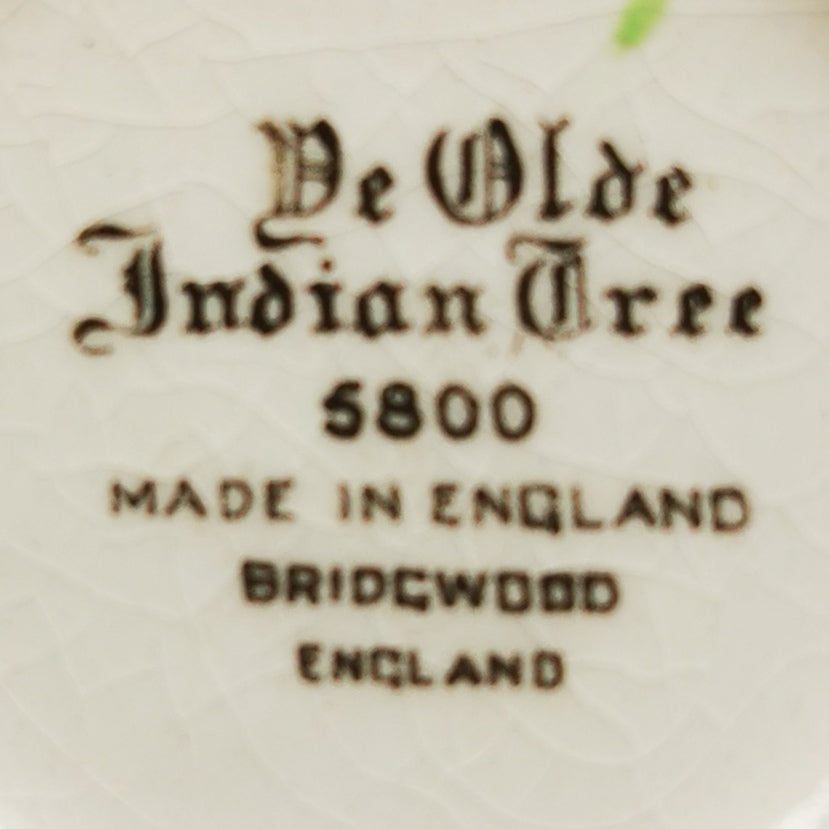 Ye Olde
Indian Tree
5800
MADE IN ENGLAND
BRIDGWOOD
ENGLAND